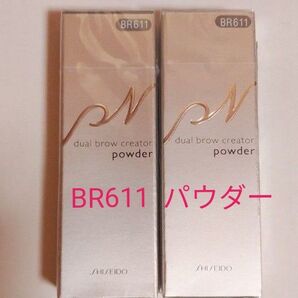 BR611
BR611
PN
dual brow creator
powder
PN
dual brow creator
powder
BR611 パウダー
SHISEIDO
SHISEIDO